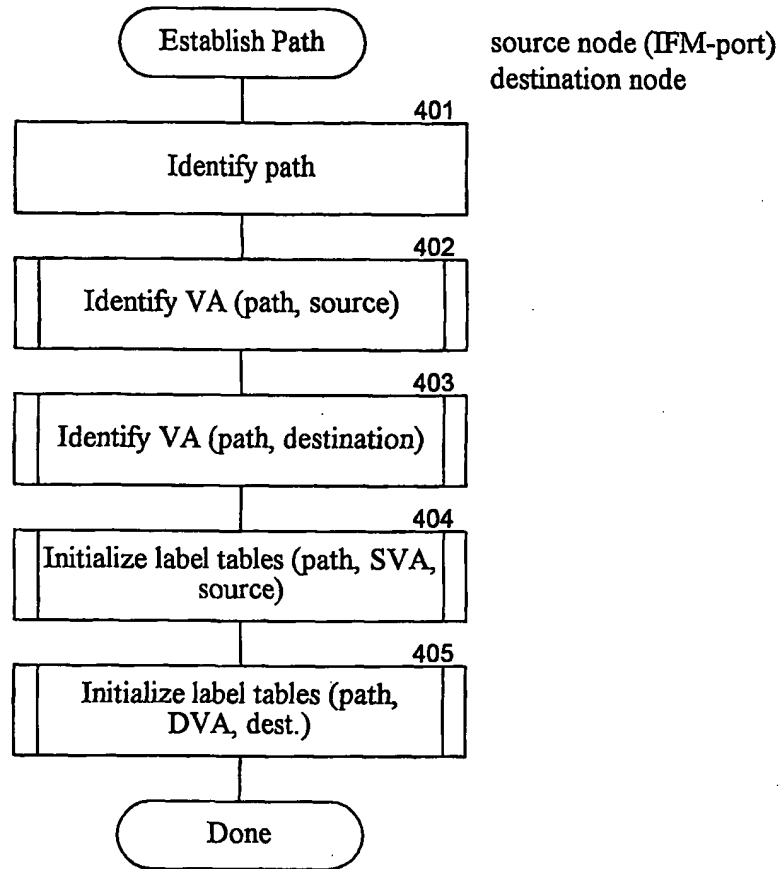 Establish Path
source node (IFM-port)
destination node
401
Identify path
402
Identify VA (path, source)
403
Identify VA (path, destination)
404
Initialize label tables (path, SVA,
source)
405
Initialize label tables (path,
DVA, dest.)
Done